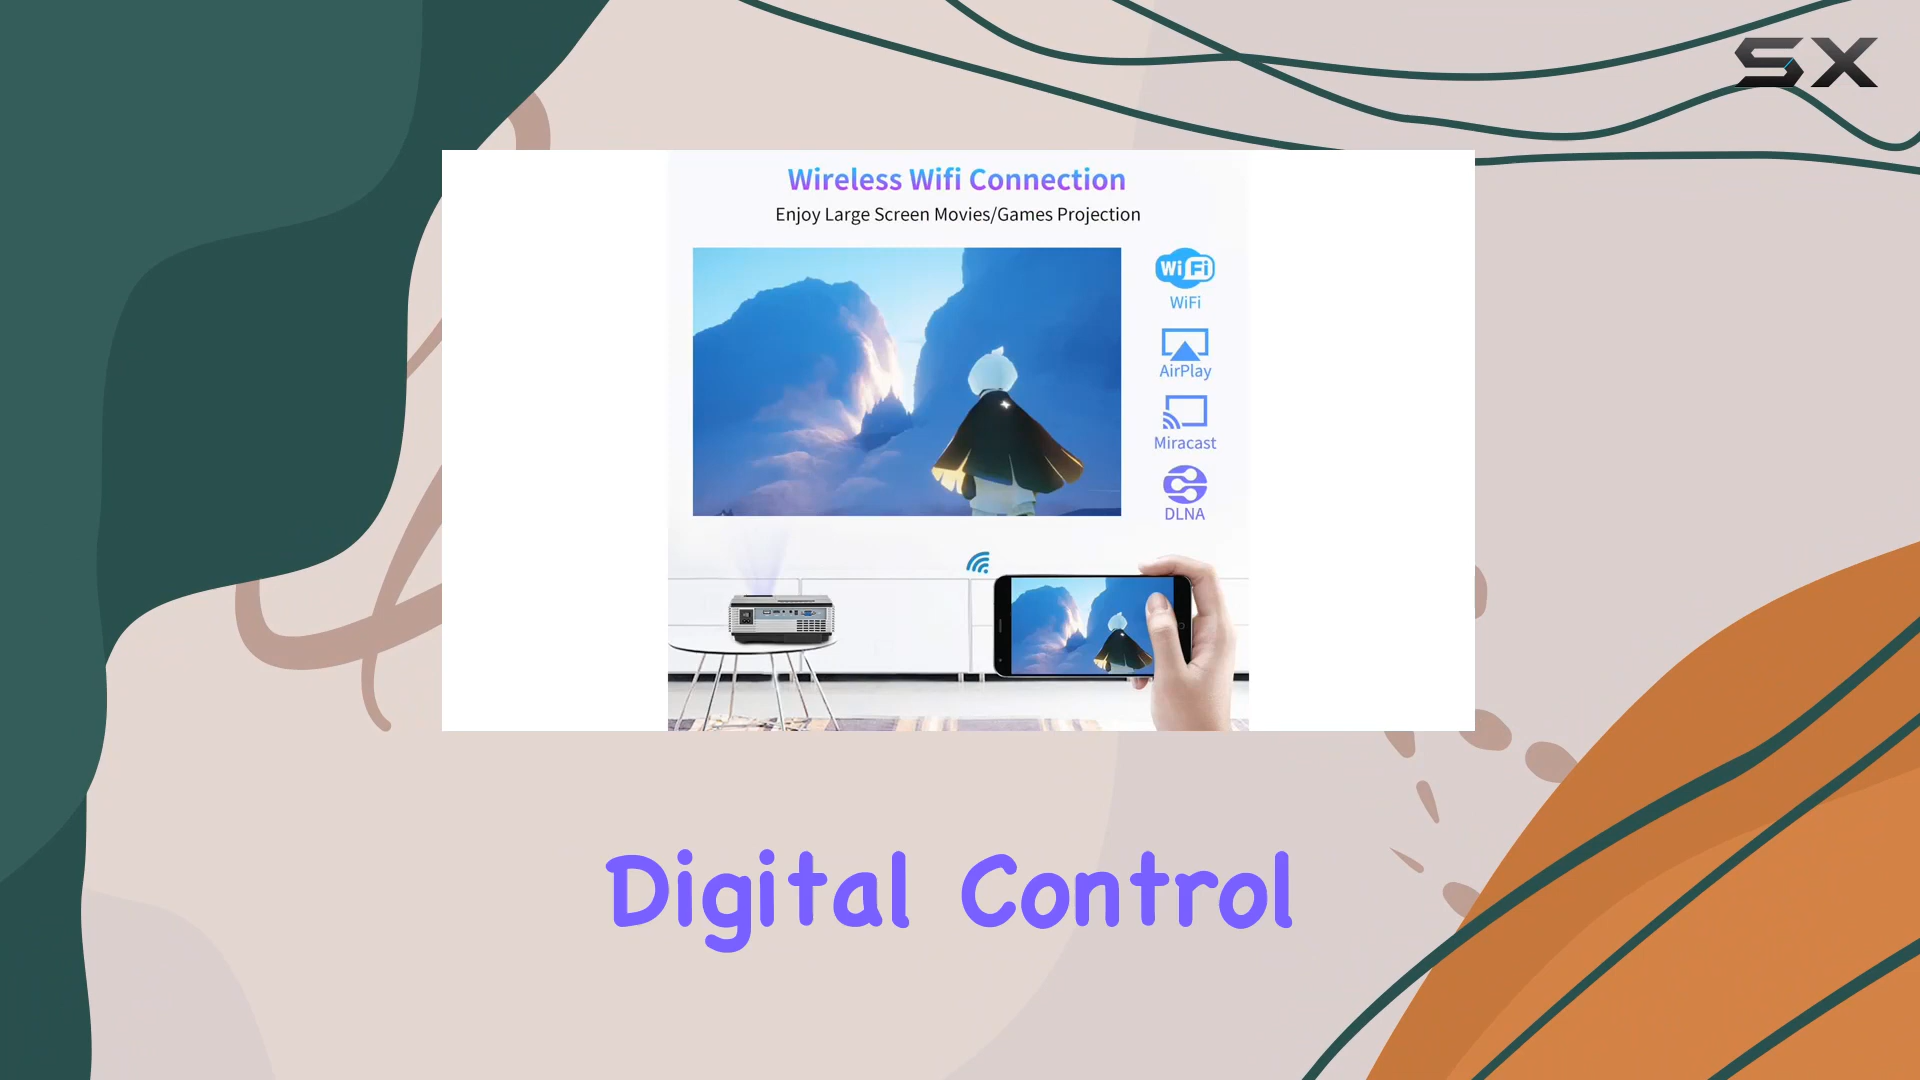 SX
Wireless Wifi Connection
Enjoy Large Screen Movies/Games Projection
WiFi
WiFi
AirPlay
Miracast
DLNA
Digital Control